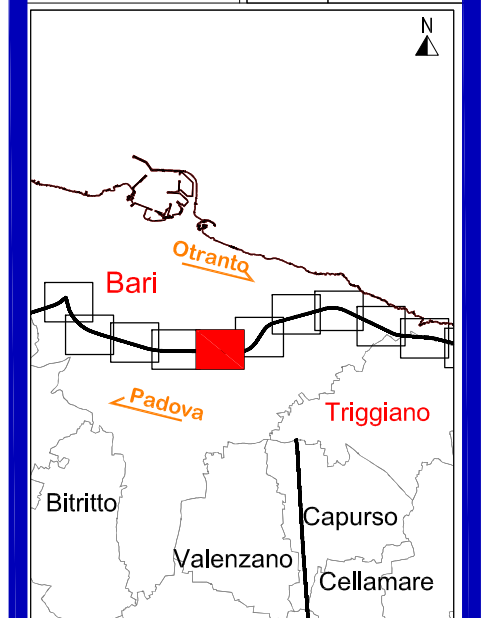 N
Otranto
Bari
Padova
Triggiano
Bitritto
Capurso
Valenzano
Cellamare